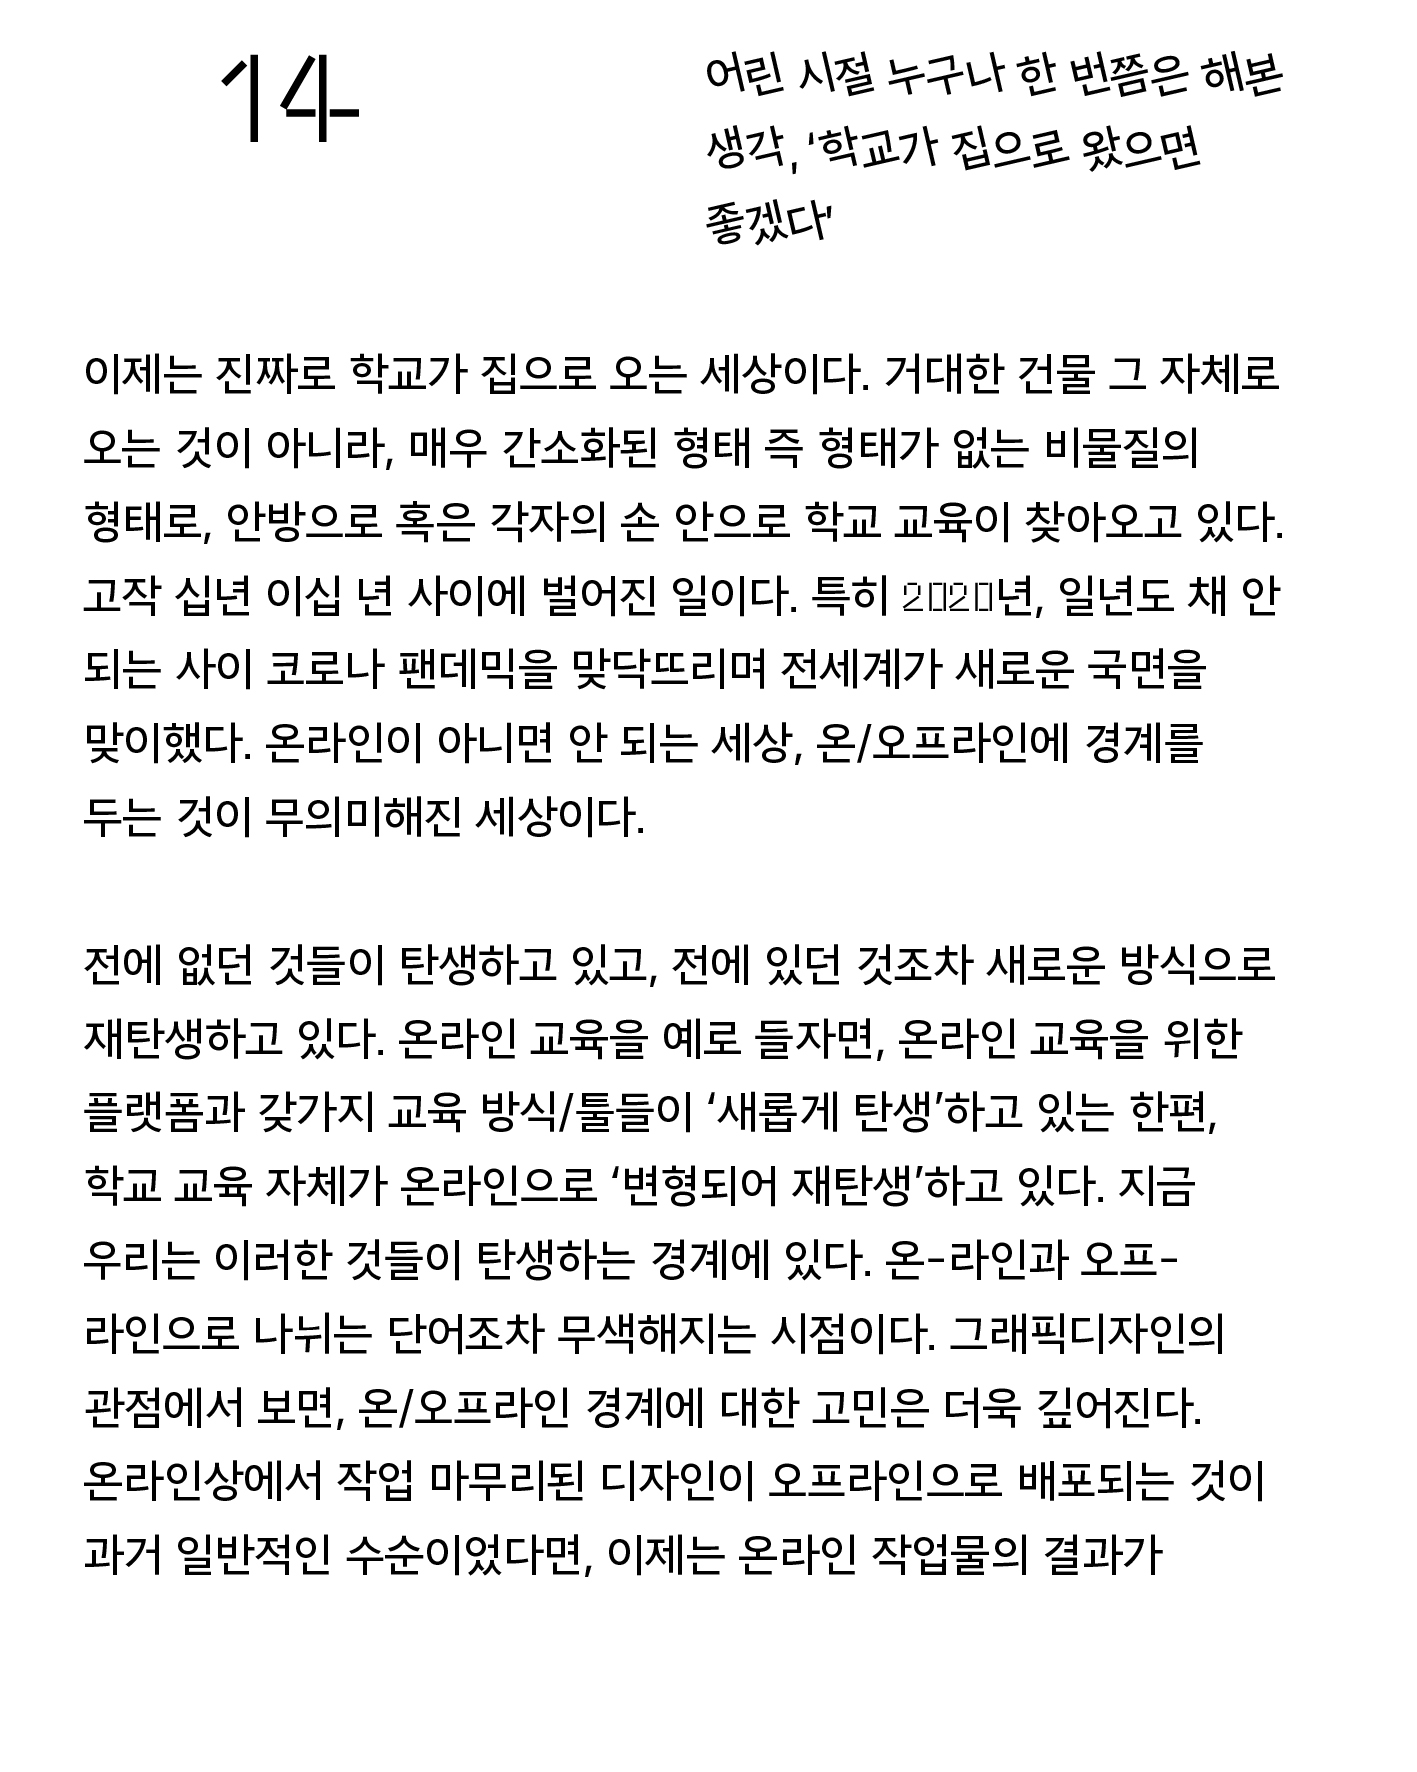 14
어린 시절 누구나 한 번쯤은 해본
생각, ‘학교가 집으로 왔으면
좋겠다’
이제는 진짜로 학교가 집으로 오는 세상이다. 거대한 건물 그 자체로
오는 것이 아니라, 매우 간소화된 형태 즉 형태가 없는 비물질의
형태로, 안방으로 혹은 각자의 손 안으로 학교 교육이 찾아오고 있다.
고작 십년 이십 년 사이에 벌어진 일이다. 특히 2020년, 일년도 채 안
되는 사이 코로나 팬데믹을 맞닥뜨리며 전세계가 새로운 국면을
맞이했다. 온라인이 아니면 안 되는 세상, 온/오프라인에 경계를
두는 것이 무의미해진 세상이다.
전에 없던 것들이 탄생하고 있고, 전에 있던 것조차 새로운 방식으로
재탄생하고 있다. 온라인 교육을 예로 들자면, 온라인 교육을 위한
플랫폼과 갖가지 교육 방식/툴들이 ‘새롭게 탄생’하고 있는 한편,
학교 교육 자체가 온라인으로 ‘변형되어 재탄생’하고 있다. 지금
우리는 이러한 것들이 탄생하는 경계에 있다. 온-라인과 오프-
라인으로 나뉘는 단어조차 무색해지는 시점이다. 그래픽디자인의
관점에서 보면, 온/오프라인 경계에 대한 고민은 더욱 깊어진다.
온라인상에서 작업 마무리된 디자인이 오프라인으로 배포되는 것이
과거 일반적인 수순이었다면, 이제는 온라인 작업물의 결과가